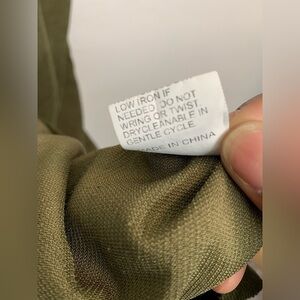 LOW IRON IF
NEEDED. DO NOT
WRING OR TWIST.
DRYCLEANABLE IN
GENTLE CYCLE.
MADE IN CHINA